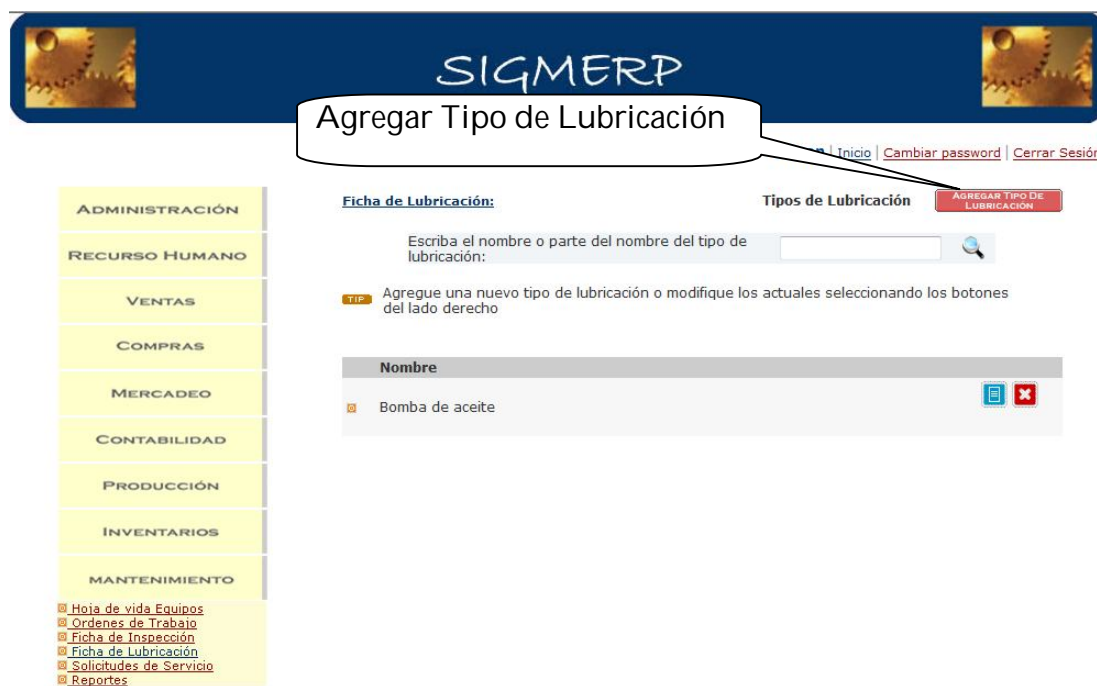 SIGMERP
Agregar Tipo de Lubricación
Inicio | Cambiar password | Cerrar Sesión
ADMINISTRACIÓN
RECURSO HUMANO
VENTAS
COMPRAS
MERCADEO
CONTABILIDAD
PRODUCCIÓN
INVENTARIOS
MANTENIMIENTO
Hoja de vida Equipos
Ordenes de Trabajo
Ficha de Inspección
Ficha de Lubricación
Solicitudes de Servicio
Reportes
Ficha de Lubricación:
Tipos de Lubricación
AGREGAR TIPO DE
LUBRICACIÓN
Escriba el nombre o parte del nombre del tipo de
lubricación:
TIP
Agregue una nuevo tipo de lubricación o modifique los actuales seleccionando los botones
del lado derecho
Nombre
Bomba de aceite